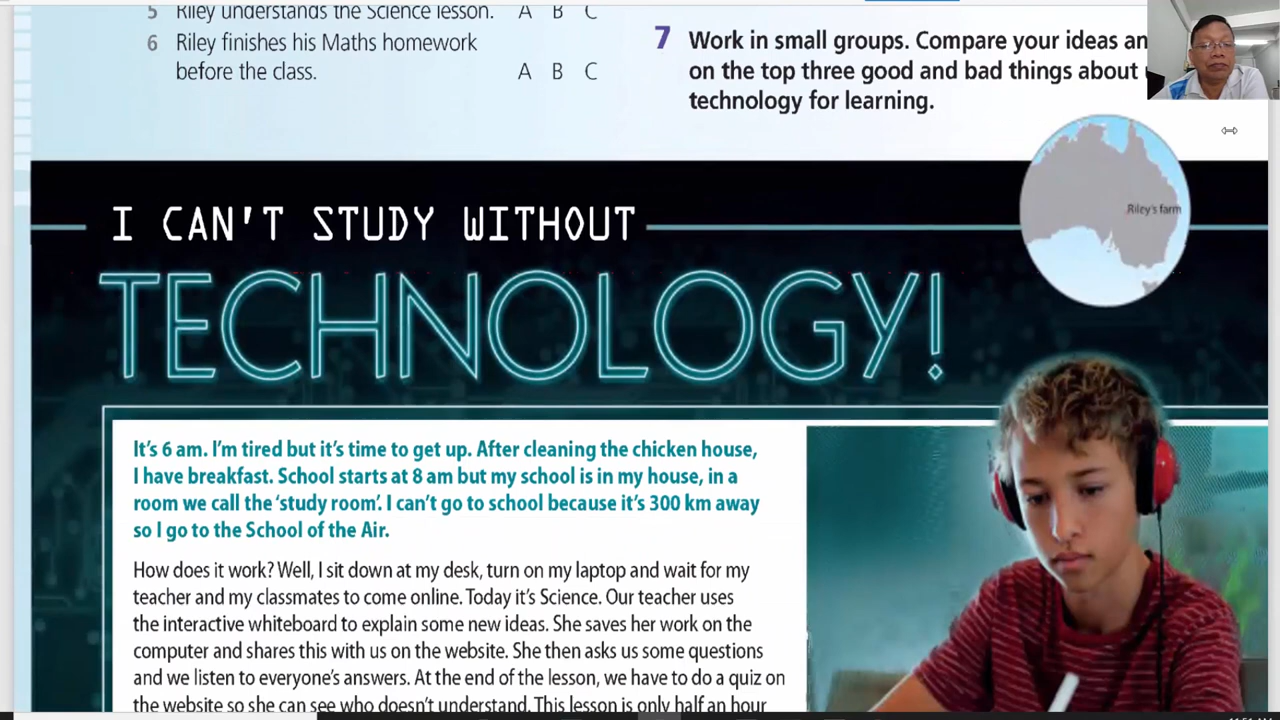 5 Riley understands the Science lesson. A B C
6 Riley finishes his Maths homework
before the class. A B C
7 Work in small groups. Compare your ideas
on the top three good and bad things about
technology for learning.
Riley's farm
I CAN'T STUDY WITHOUT
TECHNOLOGY!
It's 6 am. I'm tired but it's time to get up. After cleaning the chicken house,
I have breakfast. School starts at 8 am but my school is in my house, in a
room we call the 'study room'. I can't go to school because it's 300 km away
so I go to the School of the Air.
How does it work? Well, I sit down at my desk, turn on my laptop and wait for my
teacher and my classmates to come online. Today it's Science. Our teacher uses
the interactive whiteboard to explain some new ideas. She saves her work on the
computer and shares this with us on the website. She then asks us some questions
and we listen to everyone's answers. At the end of the lesson, we have to do a quiz on
the website so she can see who doesn't understand. This lesson is only half an hour